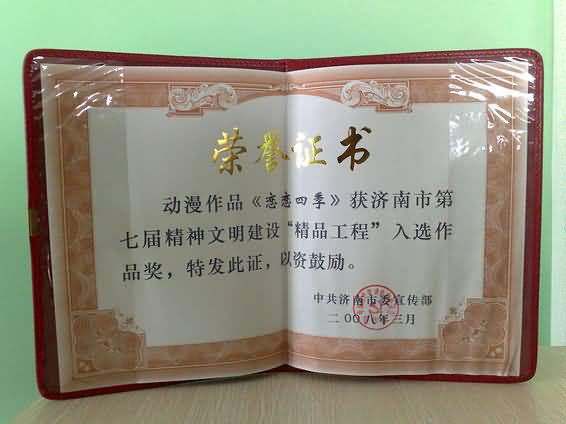 荣誉证书
动漫作品《恋恋四季》获济南市第
七届精神文明建设“精品工程”入选作
品奖，特发此证，以资鼓励。
中共济南市委宣传部
二〇〇八年三月